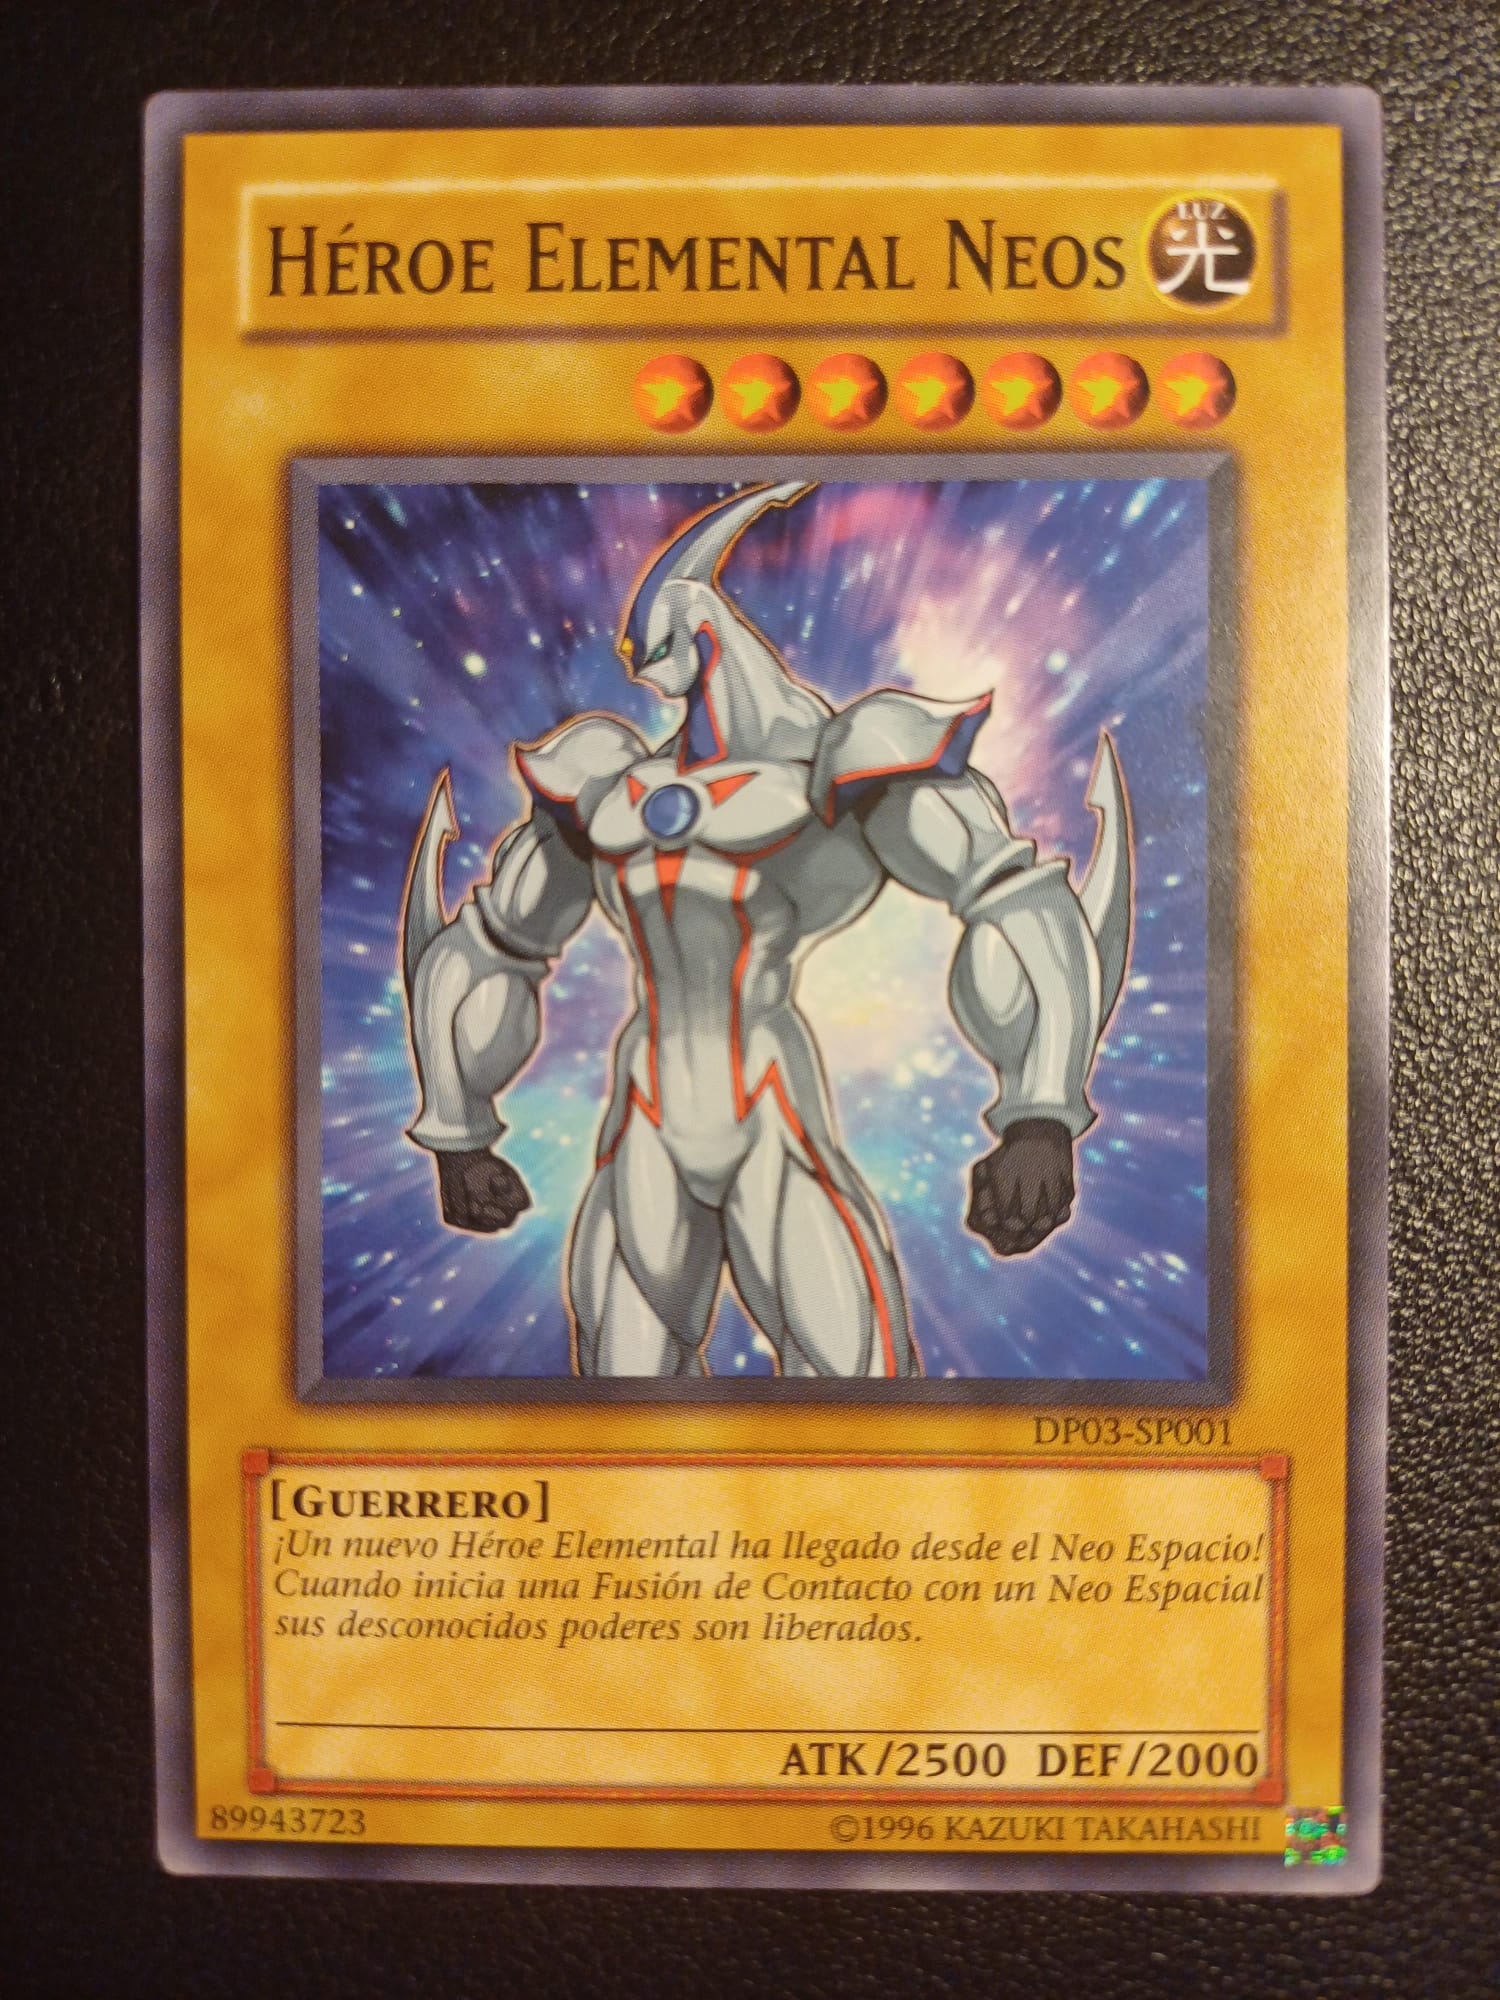 HÉROE ELEMENTAL NEOS
LUZ
光
DP03-SP001
[GUERRERO]
¡Un nuevo Héroe Elemental ha llegado desde el Neo Espacio!
Cuando inicia una Fusión de Contacto con un Neo Espacial
sus desconocidos poderes son liberados.
ATK/2500 DEF/2000
89943723
©1996 KAZUKI TAKAHASHI